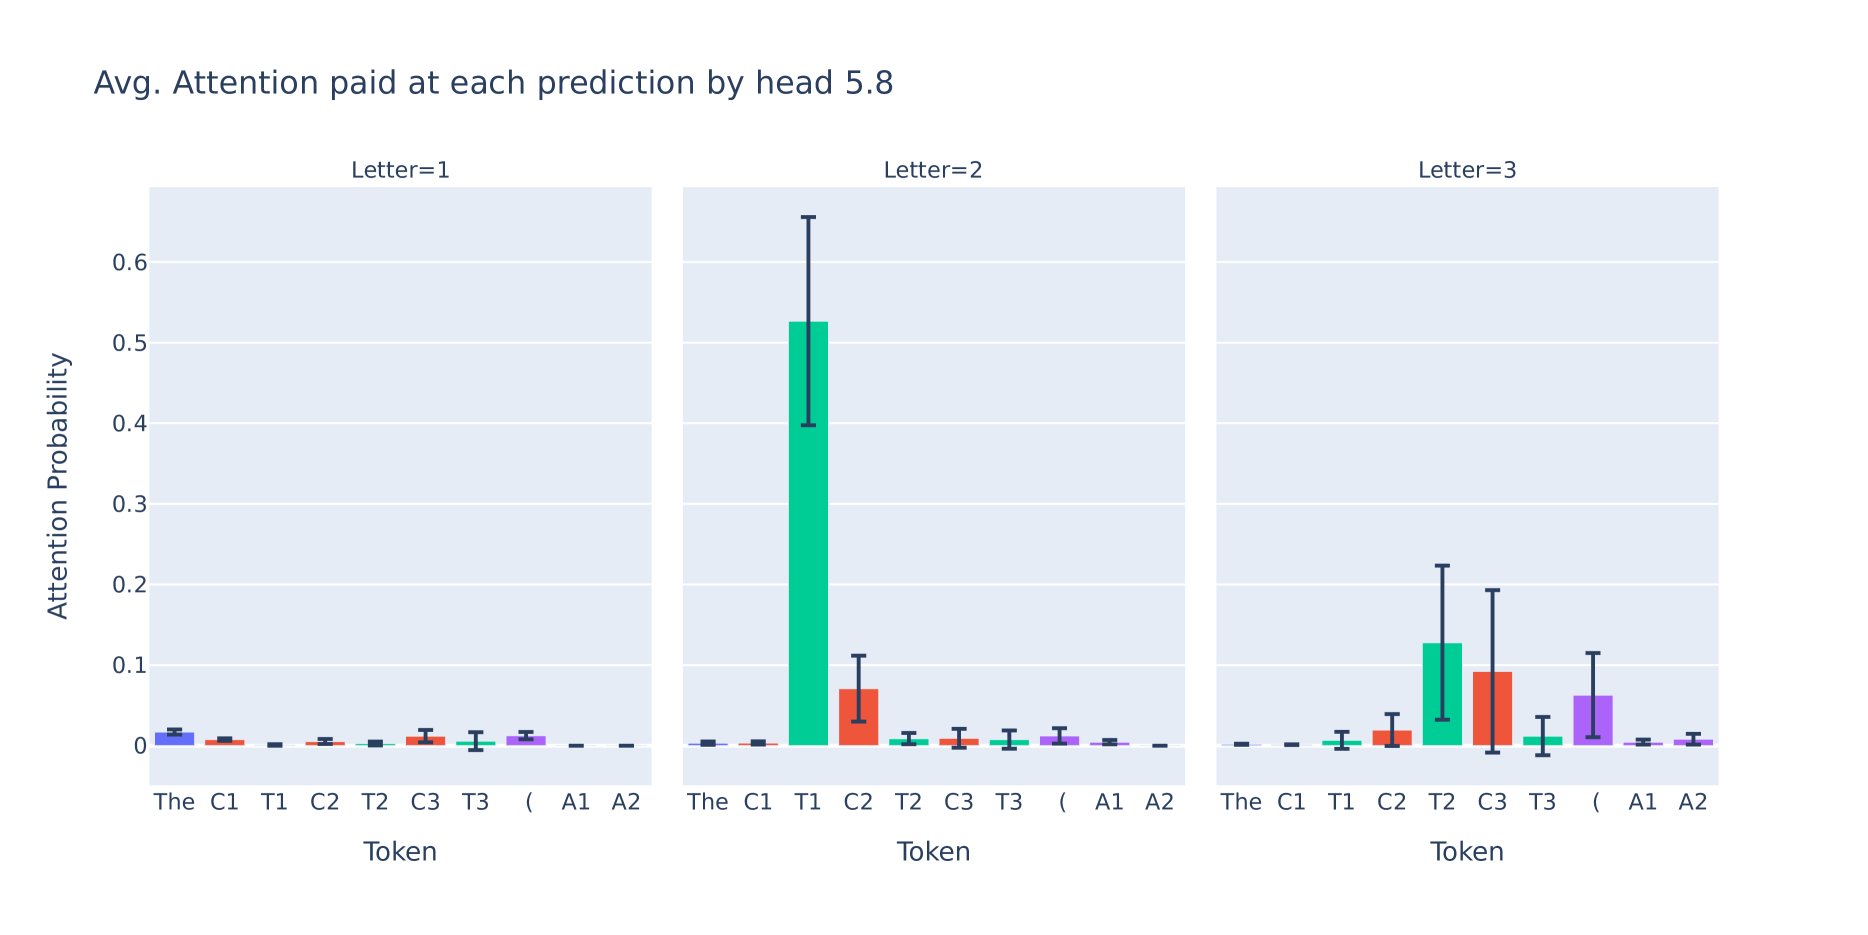 Avg. Attention paid at each prediction by head 5.8
Letter=1 Letter=2 Letter=3
Attention Probability
0.6
0.5
0.4
0.3
0.2
0.1
0
The C1 T1 C2 T2 C3 T3 ( A1 A2 The C1 T1 C2 T2 C3 T3 ( A1 A2 The C1 T1 C2 T2 C3 T3 ( A1 A2
Token Token Token